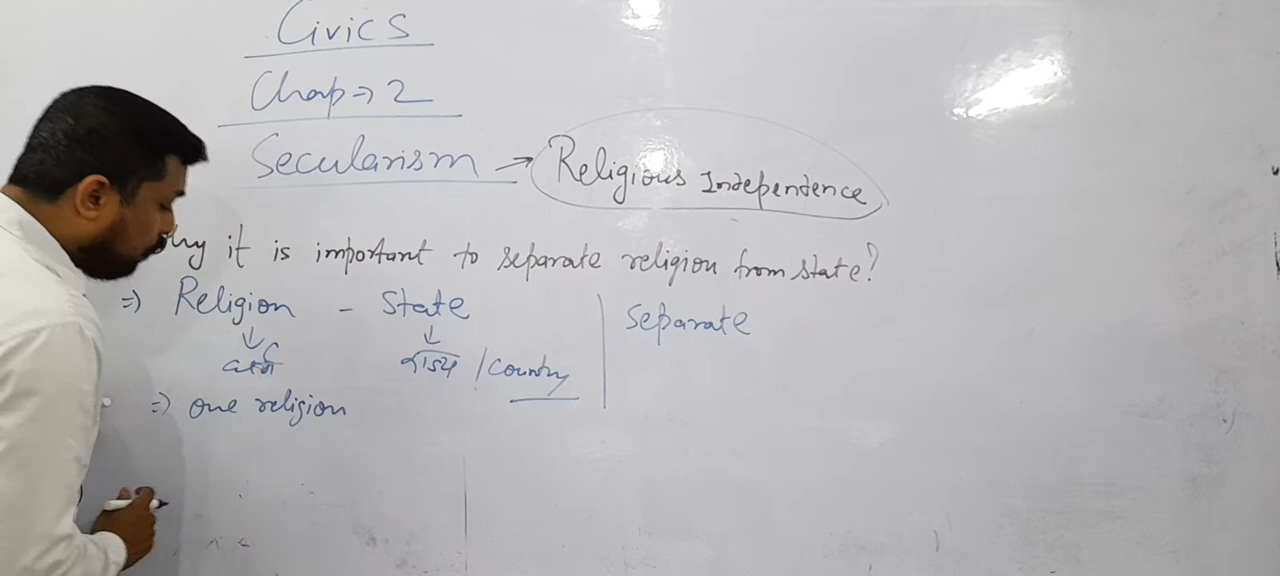 Civics
Chap => 2
Secularism → Religious Independence
hy it is important to separate religion from state?
=> Religion - State
Separate
धर्म
राज्य / Country
=> One religion